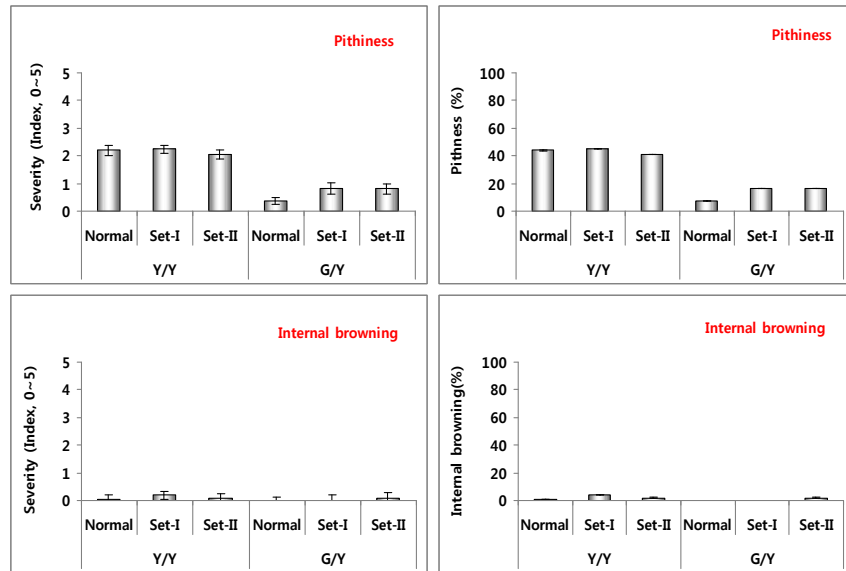 Pithiness
Severity (Index, 0~5)
5
4
3
2
1
0
Normal Set-I Set-II Normal Set-I Set-II
Y/Y G/Y
Pithiness
Pithness (%)
100
80
60
40
20
0
Normal Set-I Set-II Normal Set-I Set-II
Y/Y G/Y
Internal browning
Severity (Index, 0~5)
5
4
3
2
1
0
Normal Set-I Set-II Normal Set-I Set-II
Y/Y G/Y
Internal browning
Internal browning(%)
100
80
60
40
20
0
Normal Set-I Set-II Normal Set-I Set-II
Y/Y G/Y